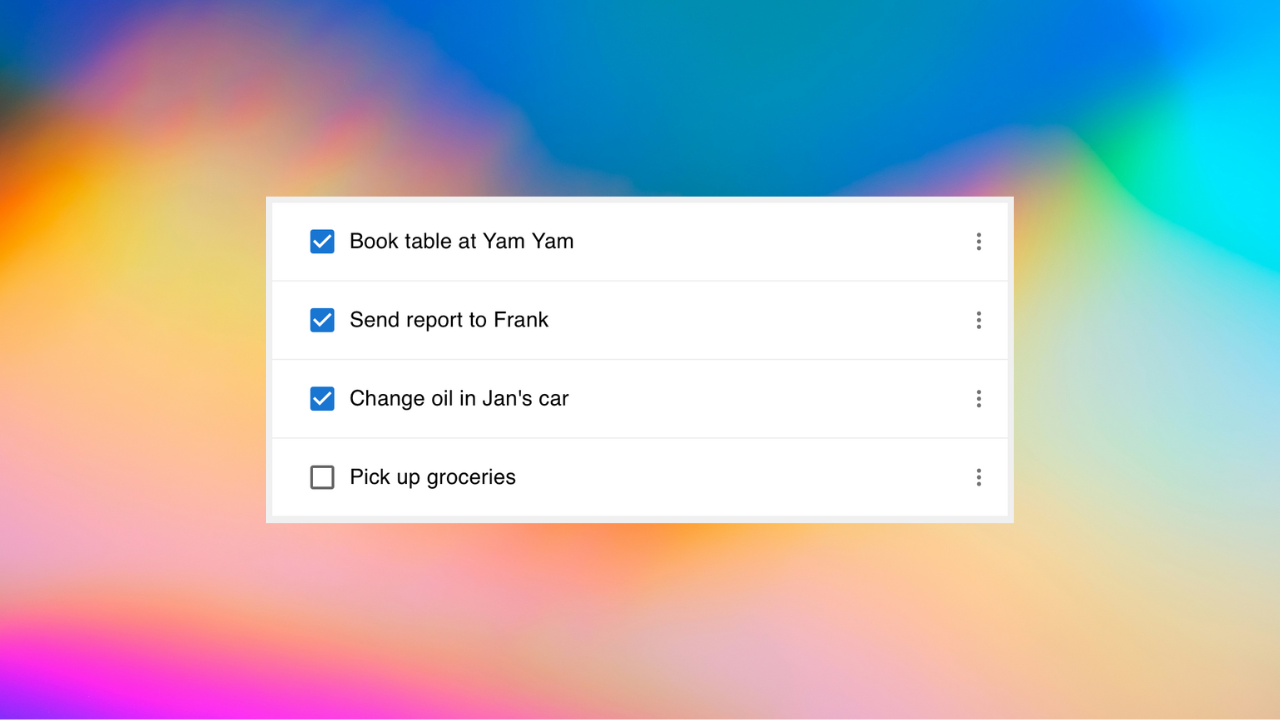 Book table at Yam Yam
Send report to Frank
Change oil in Jan's car
Pick up groceries